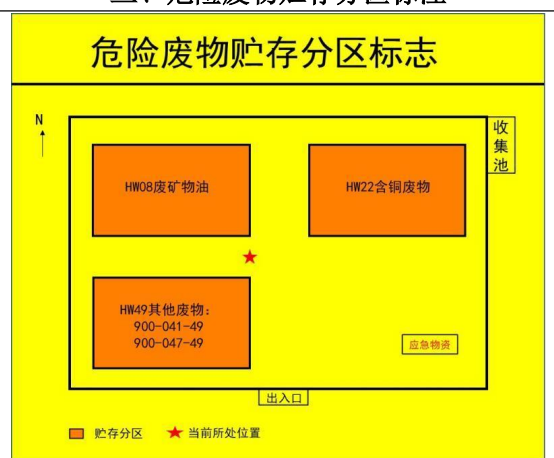 危险废物贮存分区标志
N
收集池
HW08废矿物油
HW22含铜废物
HW49其他废物:
900-041-49
900-047-49
应急物资
出入口
贮存分区
当前所处位置